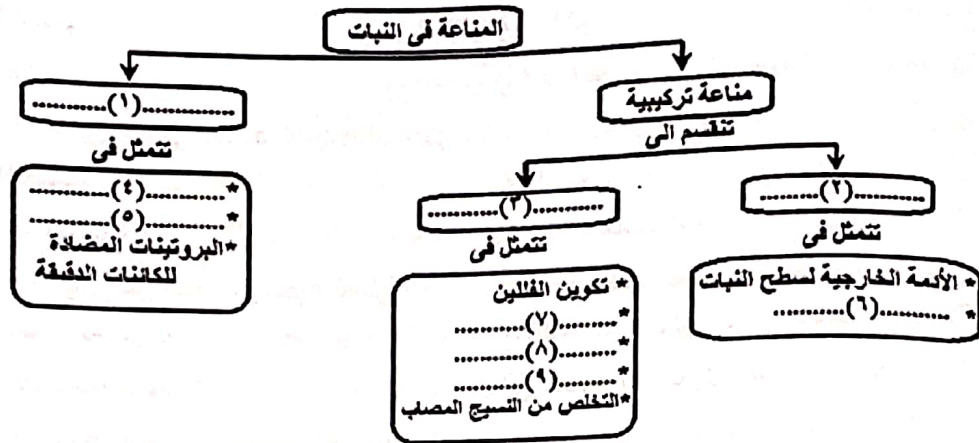 المناعة فى النبات
............(١)..............
تتمثل فى
*............(٤)............
*............(٥)............
*البروتينات المضادة
للكائنات الدقيقة
مناعة تركيبية
تنقسم الى
.........(٢)...........
تتمثل فى
* الأدمة الخارجية لسطح النبات
* ...........(٦)...........
...........(٣)...........
تتمثل فى
* تكوين الفللين
*.........(٧)...........
*.........(٨)...........
*.........(٩)...........
*التخلص من النسيج المصاب